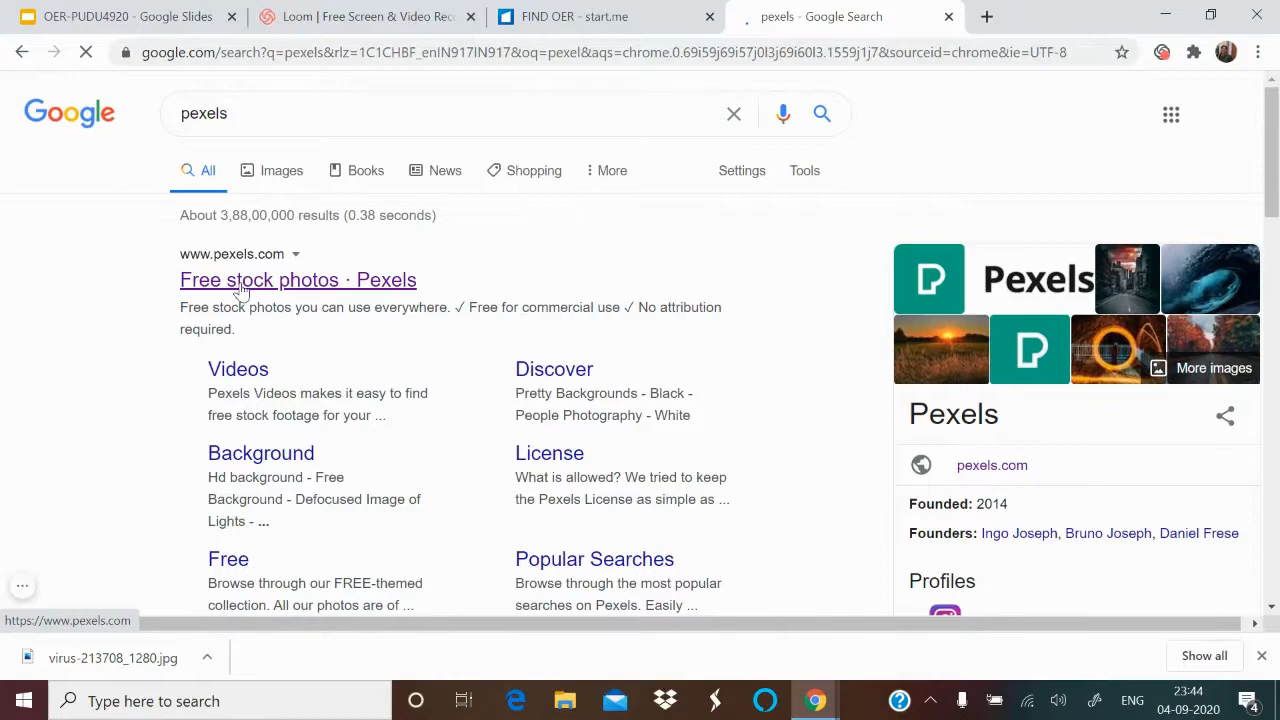 OER-PUDU4920 - Google Slides
Loom | Free Screen & Video Rec
FIND OER - start.me
pexels - Google Search
google.com/search?q=pexels&rlz=1C1CHBF_enIN917IN917&oq=pexel&aqs=chrome.0.69i59j69i57j0l3j69i60l3.1559j1j7&sourceid=chrome&ie=UTF-8
Google
pexels
All
Images
Books
News
Shopping
More
Settings
Tools
About 3,88,00,000 results (0.38 seconds)
www.pexels.com
Free stock photos · Pexels
Free stock photos you can use everywhere. ✓ Free for commercial use ✓ No attribution
required.
Videos
Pexels Videos makes it easy to find
free stock footage for your ...
Discover
Pretty Backgrounds - Black -
People Photography - White
Background
Hd background - Free
Background - Defocused Image of
Lights - ...
License
What is allowed? We tried to keep
the Pexels License as simple as ...
Free
Browse through our FREE-themed
collection. All our photos are of ...
Popular Searches
Browse through the most popular
searches on Pexels. Easily ...
Pexels
More images
Pexels
pexels.com
Founded: 2014
Founders: Ingo Joseph, Bruno Joseph, Daniel Frese
Profiles
https://www.pexels.com
virus-213708_1280.jpg
Show all
Type here to search
ENG
23:44
04-09-2020
4